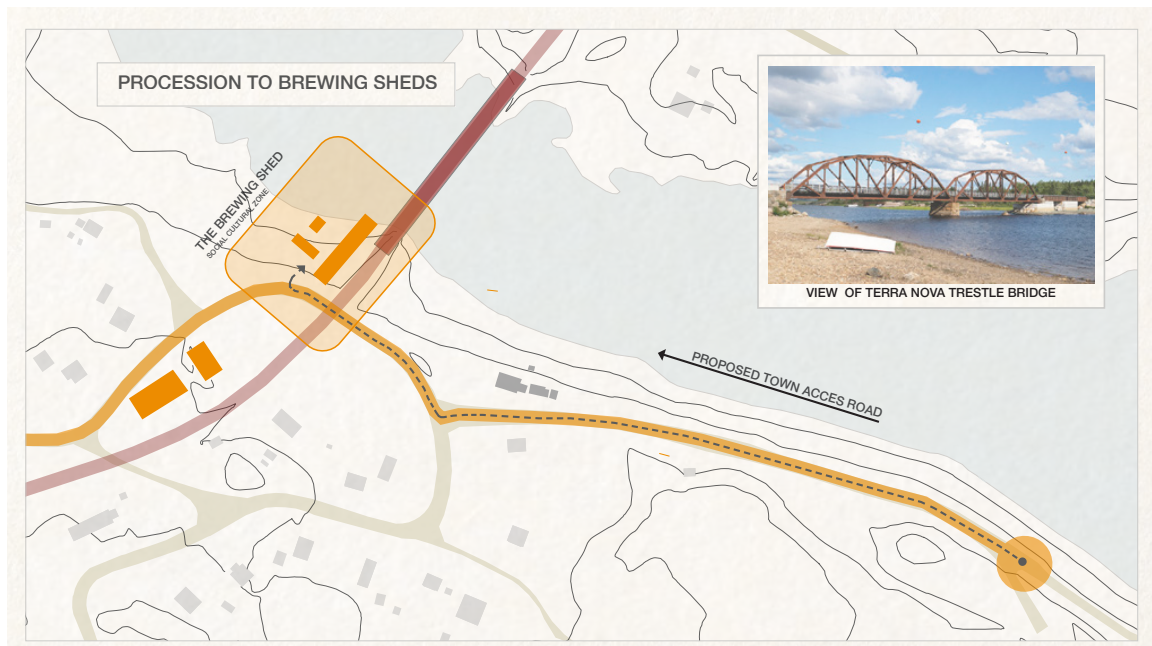 PROCESSION TO BREWING SHEDS
THE BREWING SHED
SOCIAL CULTURAL ZONE
VIEW OF TERRA NOVA TRESTLE BRIDGE
PROPOSED TOWN ACCES ROAD